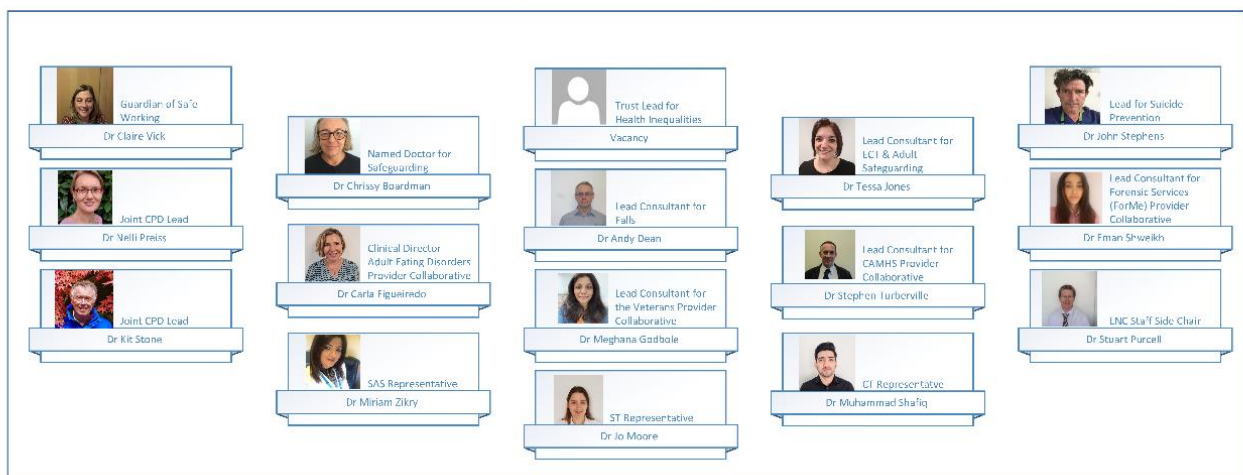 Guardian of Safe
Working
Dr Claire Vick
Joint CPD Lead
Dr Nelli Preiss
Joint CPD Lead
Dr Kit Stone
Named Doctor for
Safeguarding
Dr Chrissy Boardman
Clinical Director
Adult Eating Disorders
Provider Collaborative
Dr Carla Figueiredo
SAS Representative
Dr Miriam Zikry
Trust Lead for
Health Inequalities
Vacancy
Lead Consultant for
Falls
Dr Andy Dean
Lead Consultant for
the Veterans Provider
Collaborative
Dr Meghana Godbole
ST Representative
Dr Jo Moore
Lead Consultant for
ECT & Adult
Safeguarding
Dr Tessa Jones
Lead Consultant for
CAMHS Provider
Collaborative
Dr Stephen Turberville
CT Representatve
Dr Muhammad Shafiq
Lead for Suicide
Prevention
Dr John Stephens
Lead Consultant for
Forensic Services
(ForMe) Provider
Collaborative
Dr Eman Shweikh
LNC Staff Side Chair
Dr Stuart Purcell